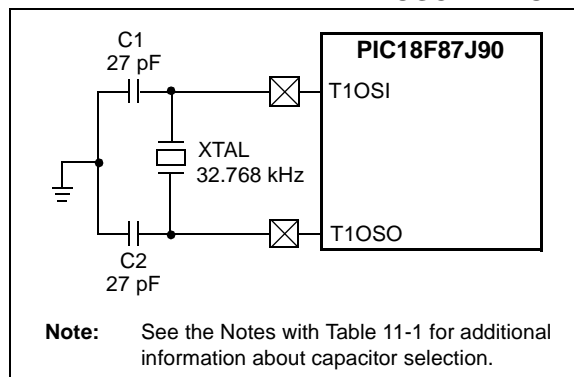 C1
27 pF
PIC18F87J90
T1OSI
XTAL
32.768 kHz
T1OSO
C2
27 pF
Note: See the Notes with Table 11-1 for additional
information about capacitor selection.